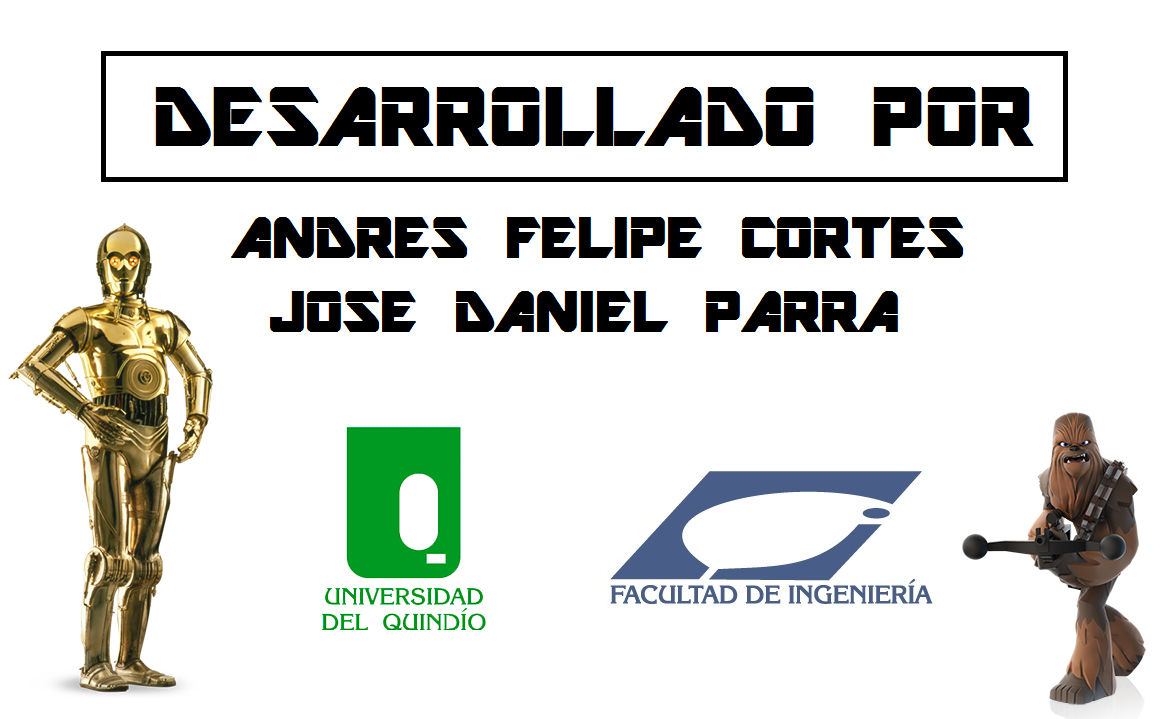 DESARROLLADO POR
ANDRES FELIPE CORTES
JOSE DANIEL PARRA
UNIVERSIDAD
DEL QUINDÍO
FACULTAD DE INGENIERÍA